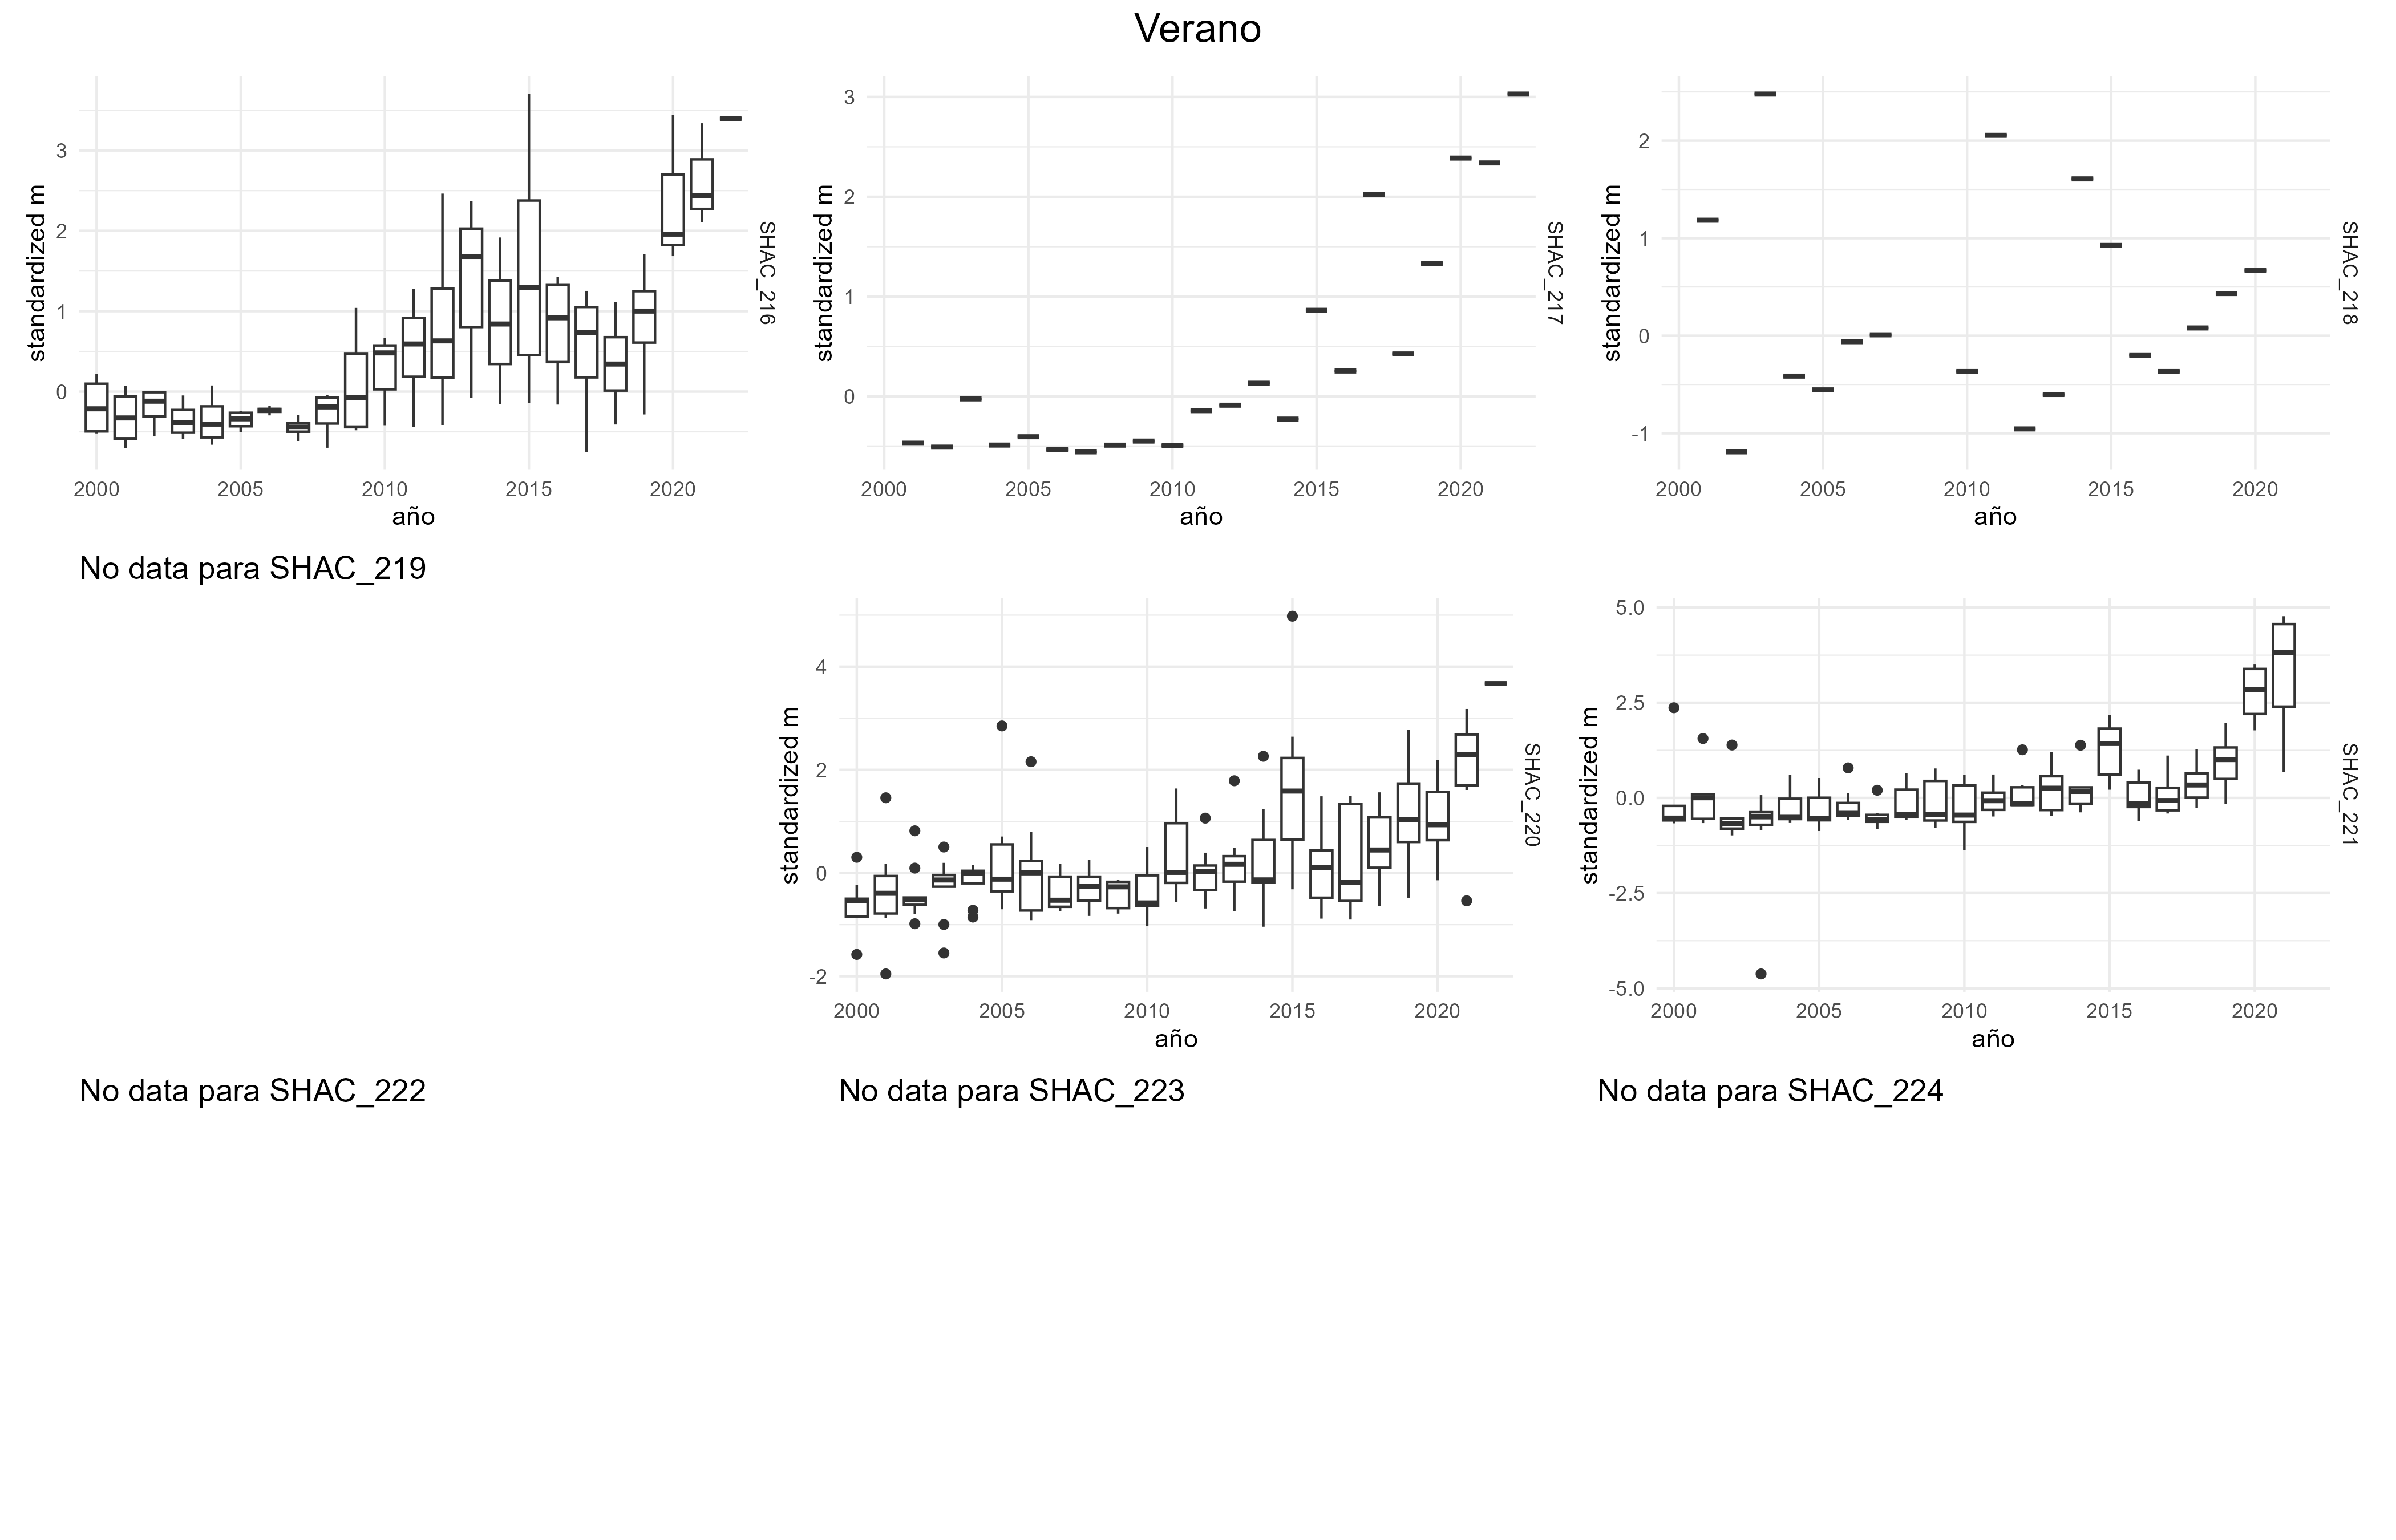 Verano
standardized m
3
2
1
0
2000 2005 2010 2015 2020
año
SHAC_216
standardized m
3
2
1
0
2000 2005 2010 2015 2020
año
SHAC_217
standardized m
2
1
0
-1
2000 2005 2010 2015 2020
año
SHAC_218
No data para SHAC_219
standardized m
4
2
0
-2
2000 2005 2010 2015 2020
año
SHAC_220
standardized m
5.0
2.5
0.0
-2.5
-5.0
2000 2005 2010 2015 2020
año
SHAC_221
No data para SHAC_222
No data para SHAC_223
No data para SHAC_224